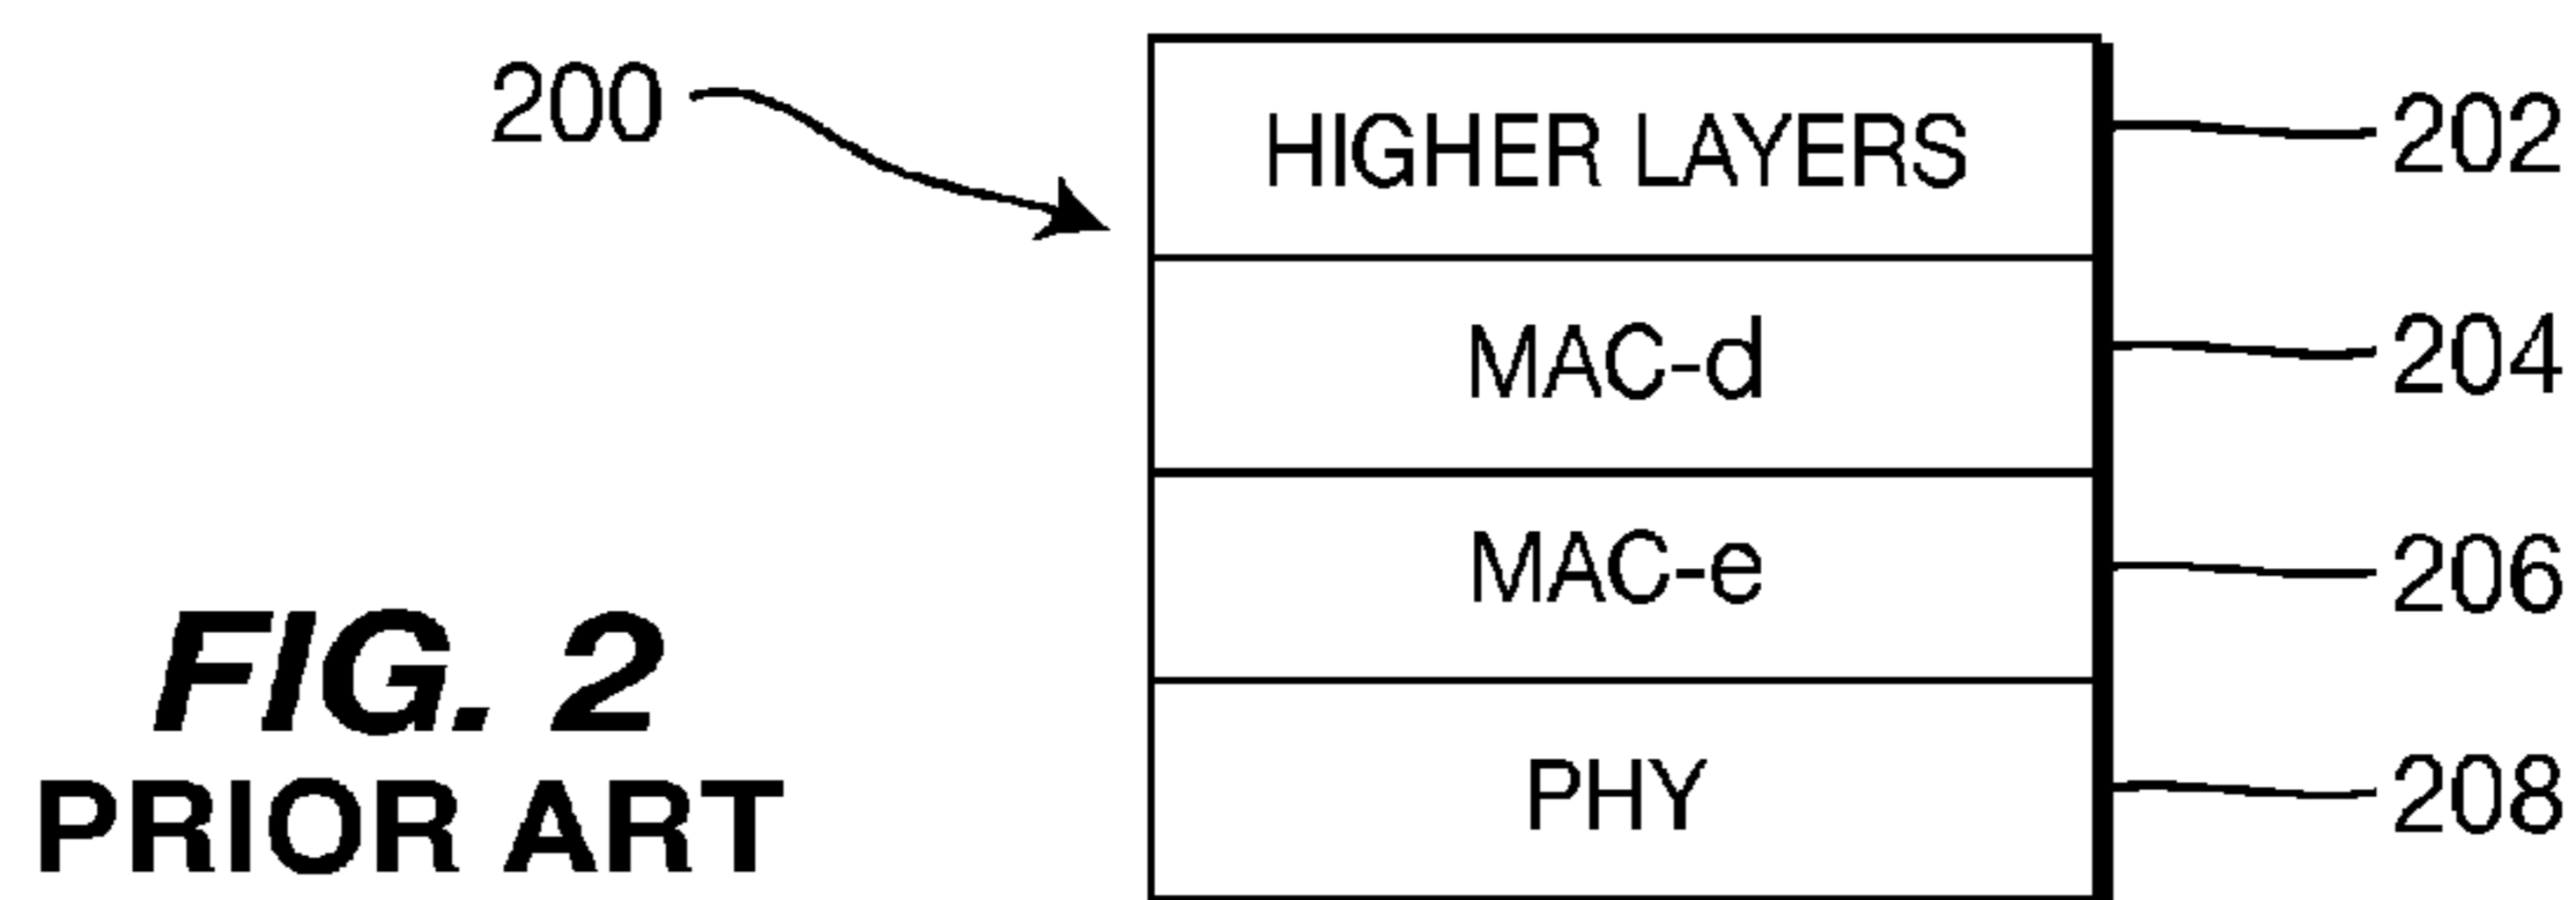 200
HIGHER LAYERS 202
MAC-d 204
MAC-e 206
PHY 208
FIG. 2
PRIOR ART